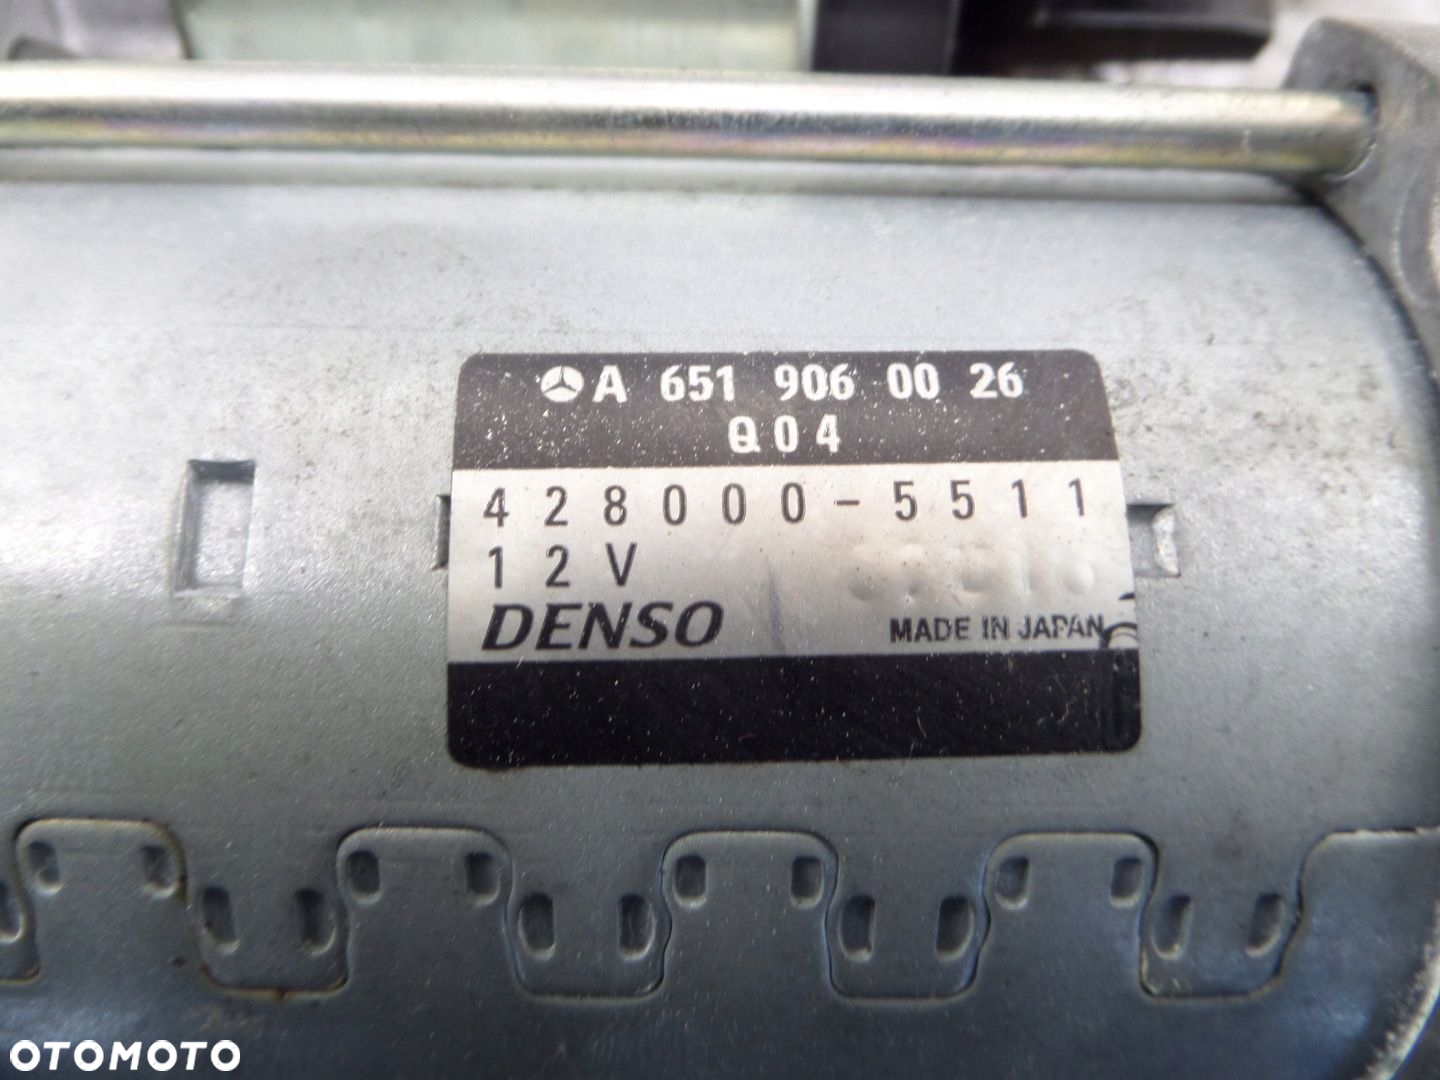 A 651 906 00 26
Q04
428000-5511
12V
DENSO
MADE IN JAPAN
OTOMOTO